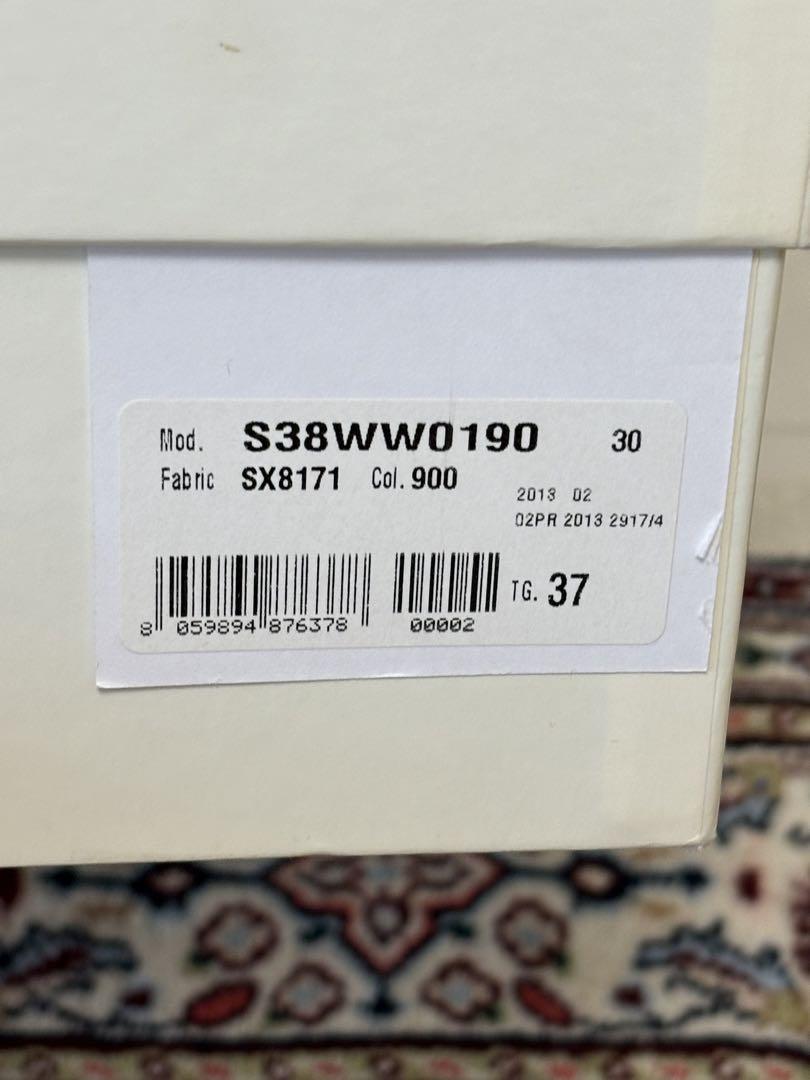 Mod. S38WW0190 30
Fabric SX8171 Col. 900
2013 02
02PR 2013 2917/4
8 059894 876378 00002
TG. 37